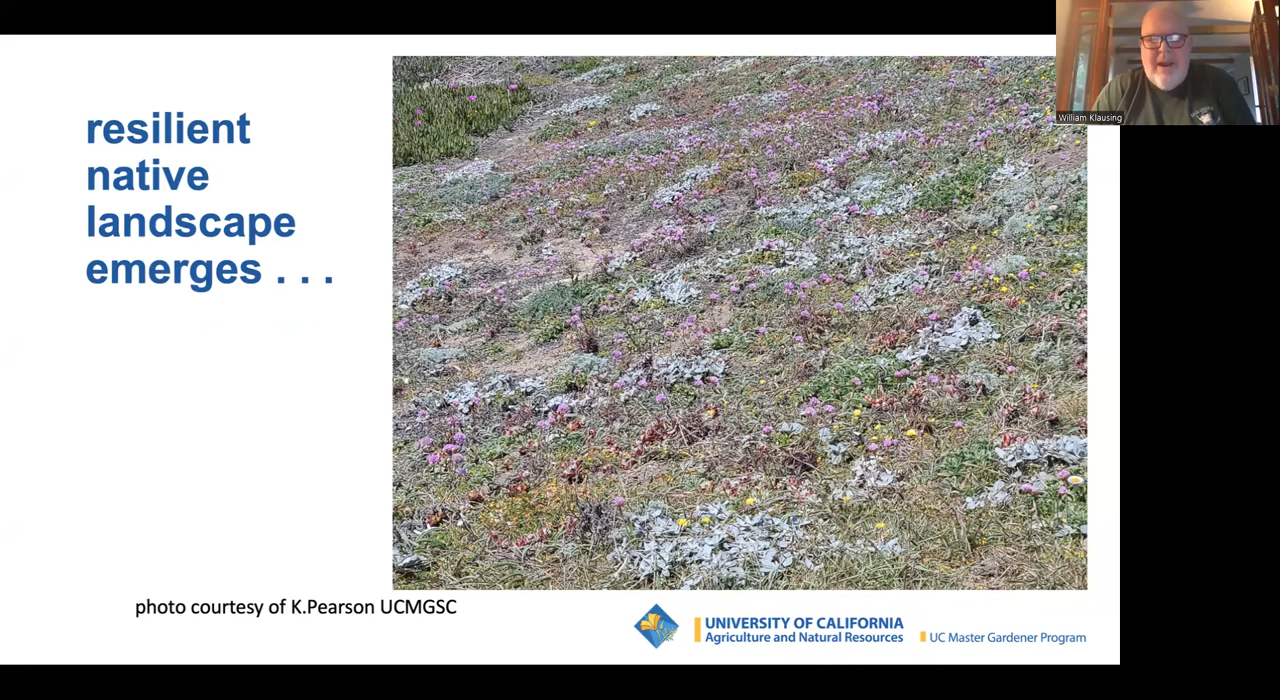 resilient
native
landscape
emerges . . .
William Klausing
photo courtesy of K.Pearson UCMGSC
UNIVERSITY OF CALIFORNIA
Agriculture and Natural Resources
UC Master Gardener Program